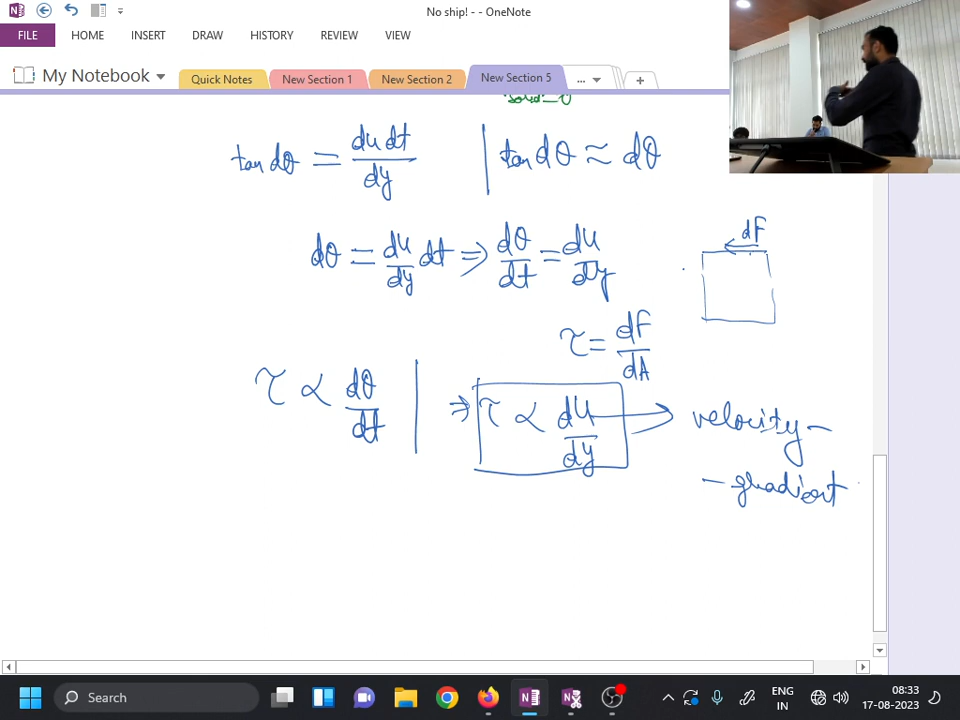 No ship! - - OneNote
FILE HOME INSERT DRAW HISTORY REVIEW VIEW
My Notebook Quick Notes New Section 1 New Section 2 New Section 5 ... +
tan dθ = du dt / dy | tan dθ ≈ dθ
dF
dθ = du/dy dt ⇒ dθ/dt = du/dy
τ = dF/dA
τ ∝ dθ/dt | ⇒ τ ∝ du/dy → velocity-
- gradient
Search ENG 08:33
IN 17-08-2023